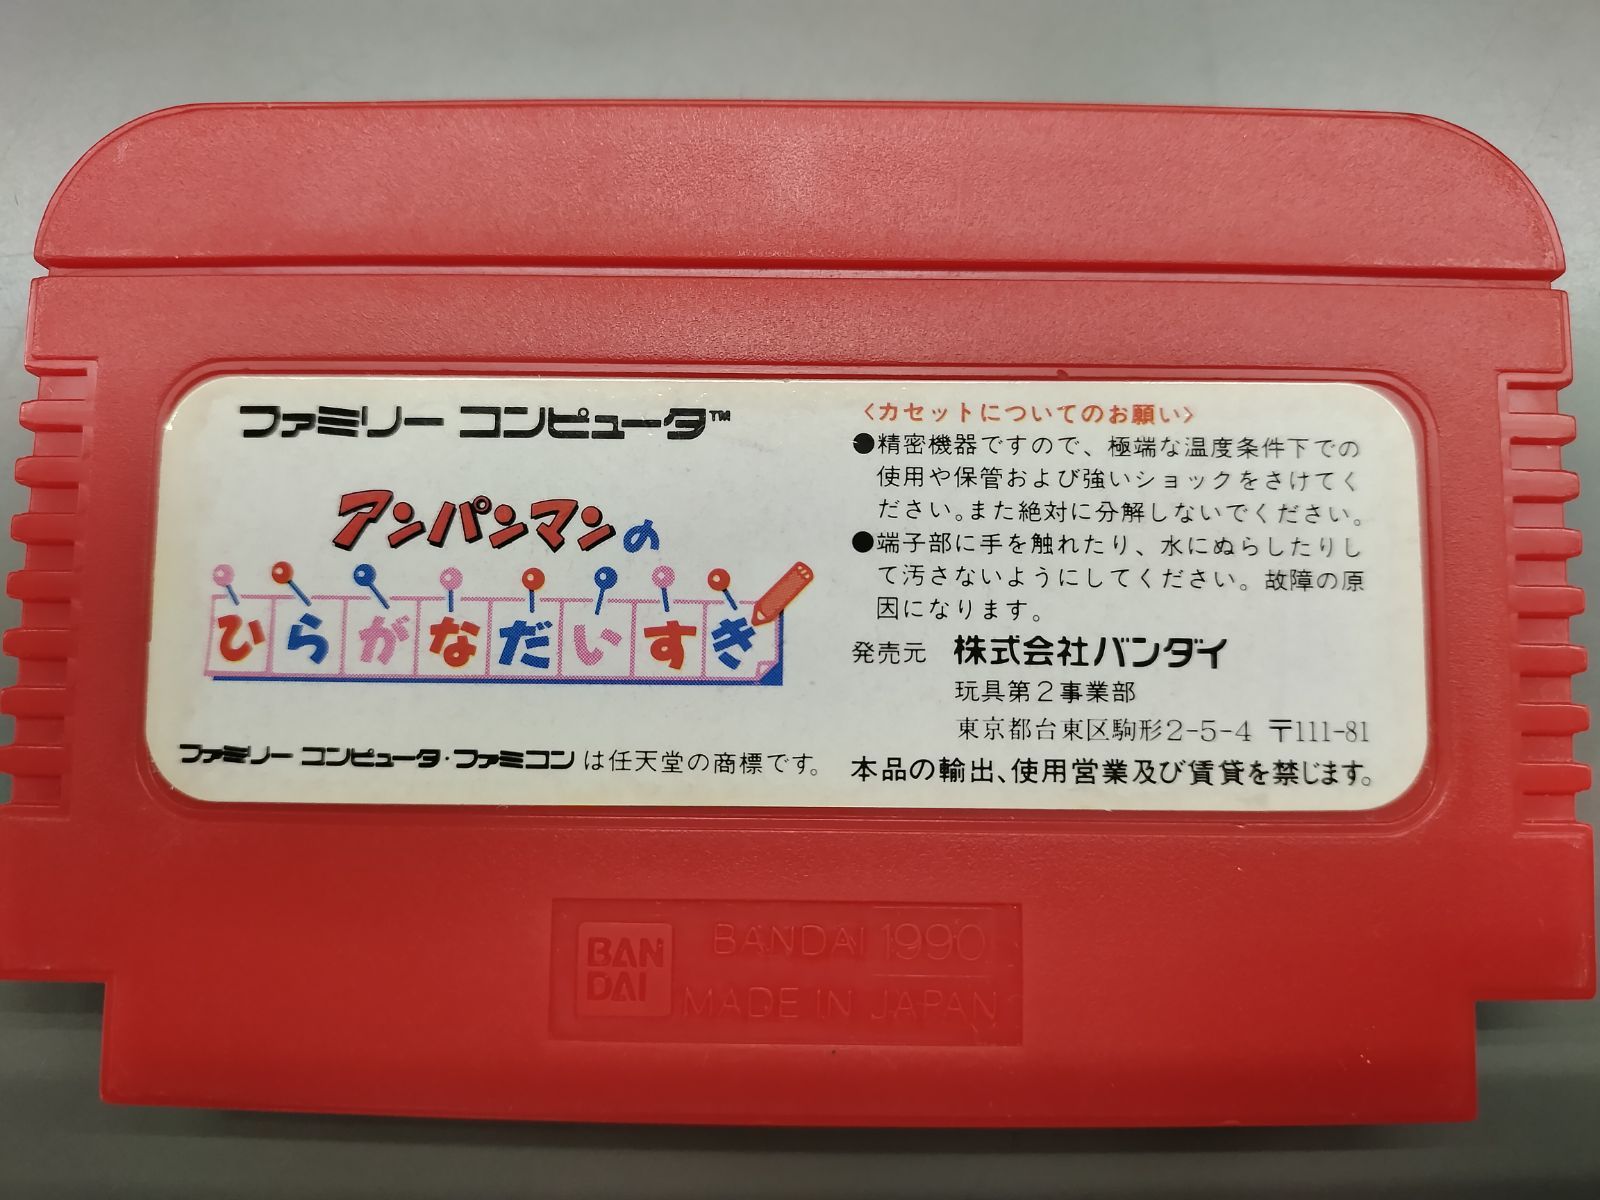 ファミリー コンピュータ™
アンパンマンの
ひらがなだいすき
ファミリー コンピュータ・ファミコンは任天堂の商標です。
〈カセットについてのお願い〉
●精密機器ですので、極端な温度条件下での
使用や保管および強いショックをさけてく
ださい。また絶対に分解しないでください。
●端子部に手を触れたり、水にぬらしたりし
て汚さないようにしてください。故障の原
因になります。
発売元 株式会社バンダイ
玩具第2事業部
東京都台東区駒形2-5-4 〒111-81
本品の輸出、使用営業及び賃貸を禁じます。
BAN
DAI
BANDAI 1990
MADE IN JAPAN